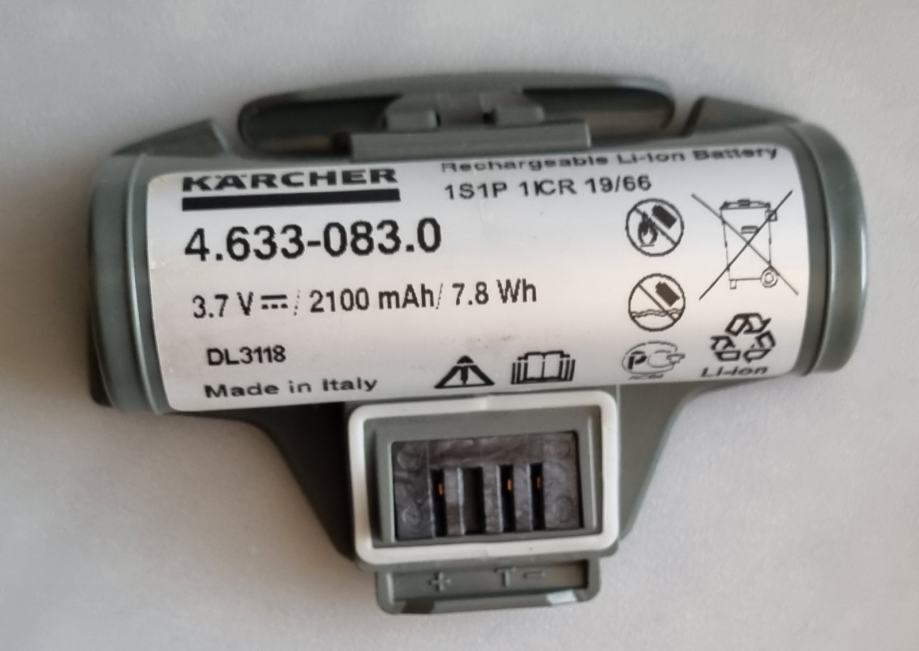 KÄRCHER
Rechargeable Li-Ion Battery
1S1P 1ICR 19/66
4.633-083.0
3.7 V ⎓ / 2100 mAh/ 7.8 Wh
DL3118
Made in Italy
Li-ion
+ T -